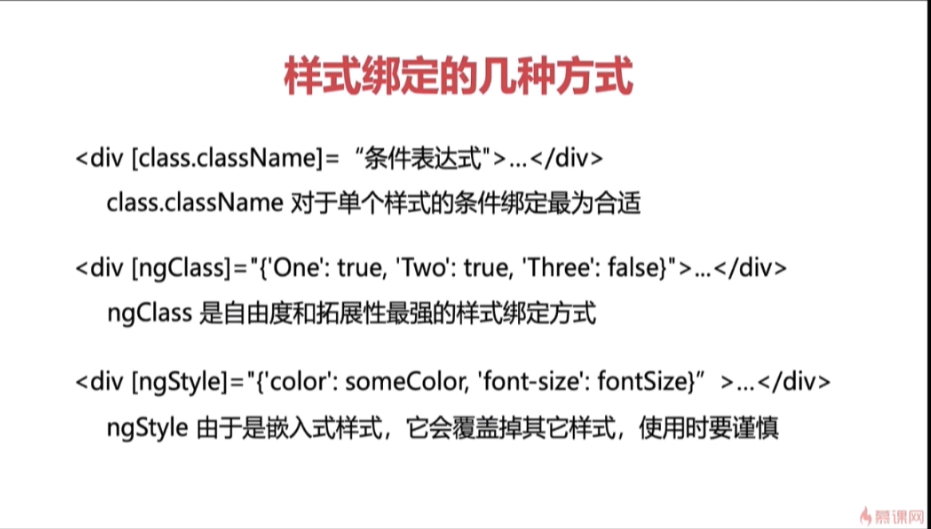 样式绑定的几种方式
<div [class.className]= “条件表达式">...</div>
class.className 对于单个样式的条件绑定最为合适
<div [ngClass]="{'One': true, 'Two': true, 'Three': false}">...</div>
ngClass 是自由度和拓展性最强的样式绑定方式
<div [ngStyle]="{'color': someColor, 'font-size': fontSize}” >...</div>
ngStyle 由于是嵌入式样式，它会覆盖掉其它样式，使用时要谨慎
慕课网